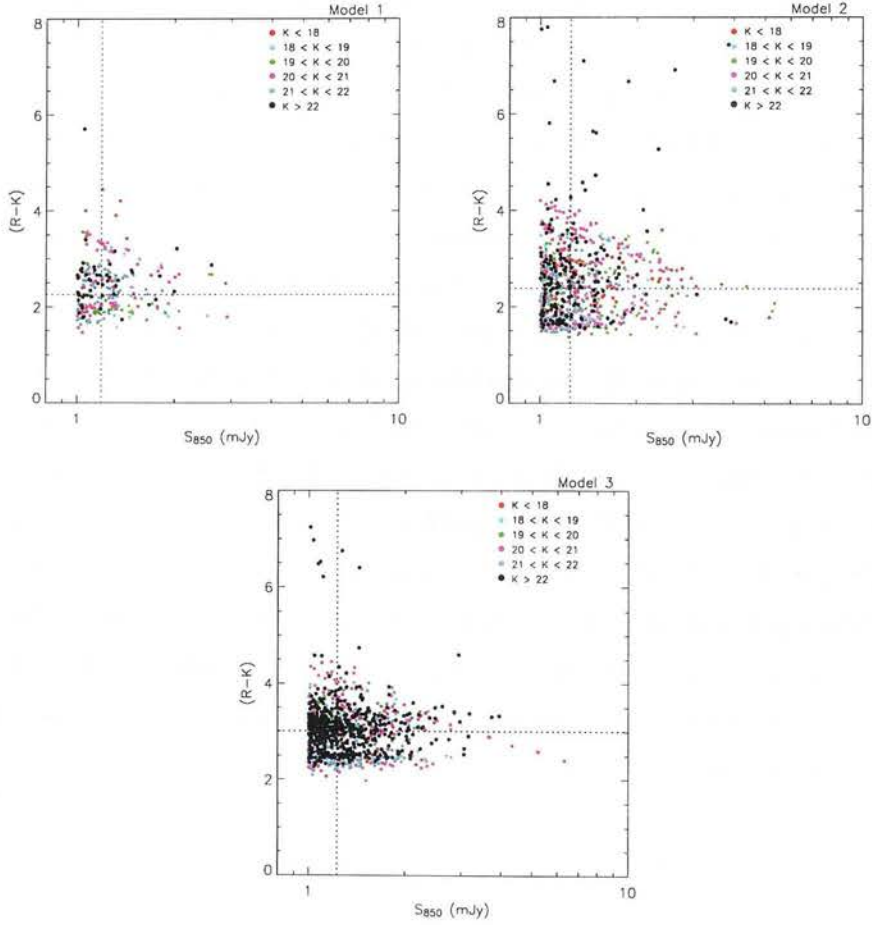 Model 1
8
6
4
2
0
(R-K)
K < 18
18 < K < 19
19 < K < 20
20 < K < 21
21 < K < 22
K > 22
1
10
S850 (mJy)
Model 2
8
6
4
2
0
(R-K)
K < 18
18 < K < 19
19 < K < 20
20 < K < 21
21 < K < 22
K > 22
1
10
S850 (mJy)
Model 3
8
6
4
2
0
(R-K)
K < 18
18 < K < 19
19 < K < 20
20 < K < 21
21 < K < 22
K > 22
1
10
S850 (mJy)